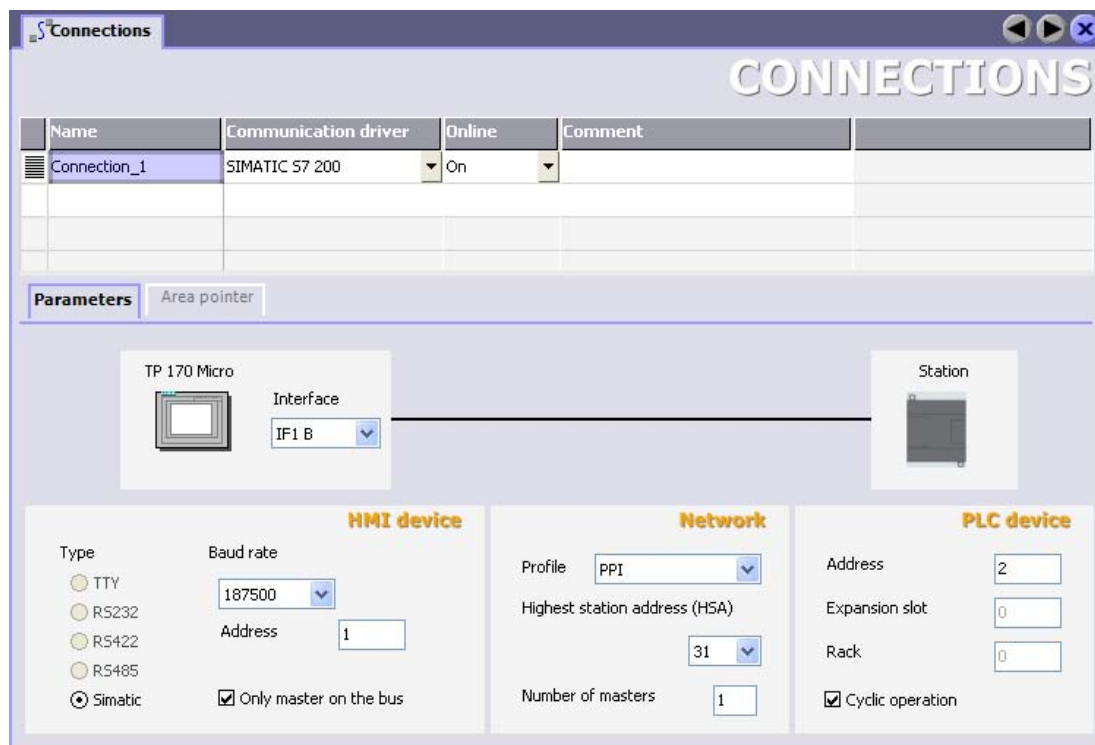 Connections
CONNECTIONS
Name Communication driver Online Comment
Connection_1 SIMATIC S7 200 On
Parameters Area pointer
TP 170 Micro
Interface
IF1 B
Station
HMI device
Type Baud rate
TTY
187500
RS232
Address 1
RS422
RS485
Simatic Only master on the bus
Network
Profile PPI
Highest station address (HSA)
31
Number of masters 1
PLC device
Address 2
Expansion slot 0
Rack 0
Cyclic operation